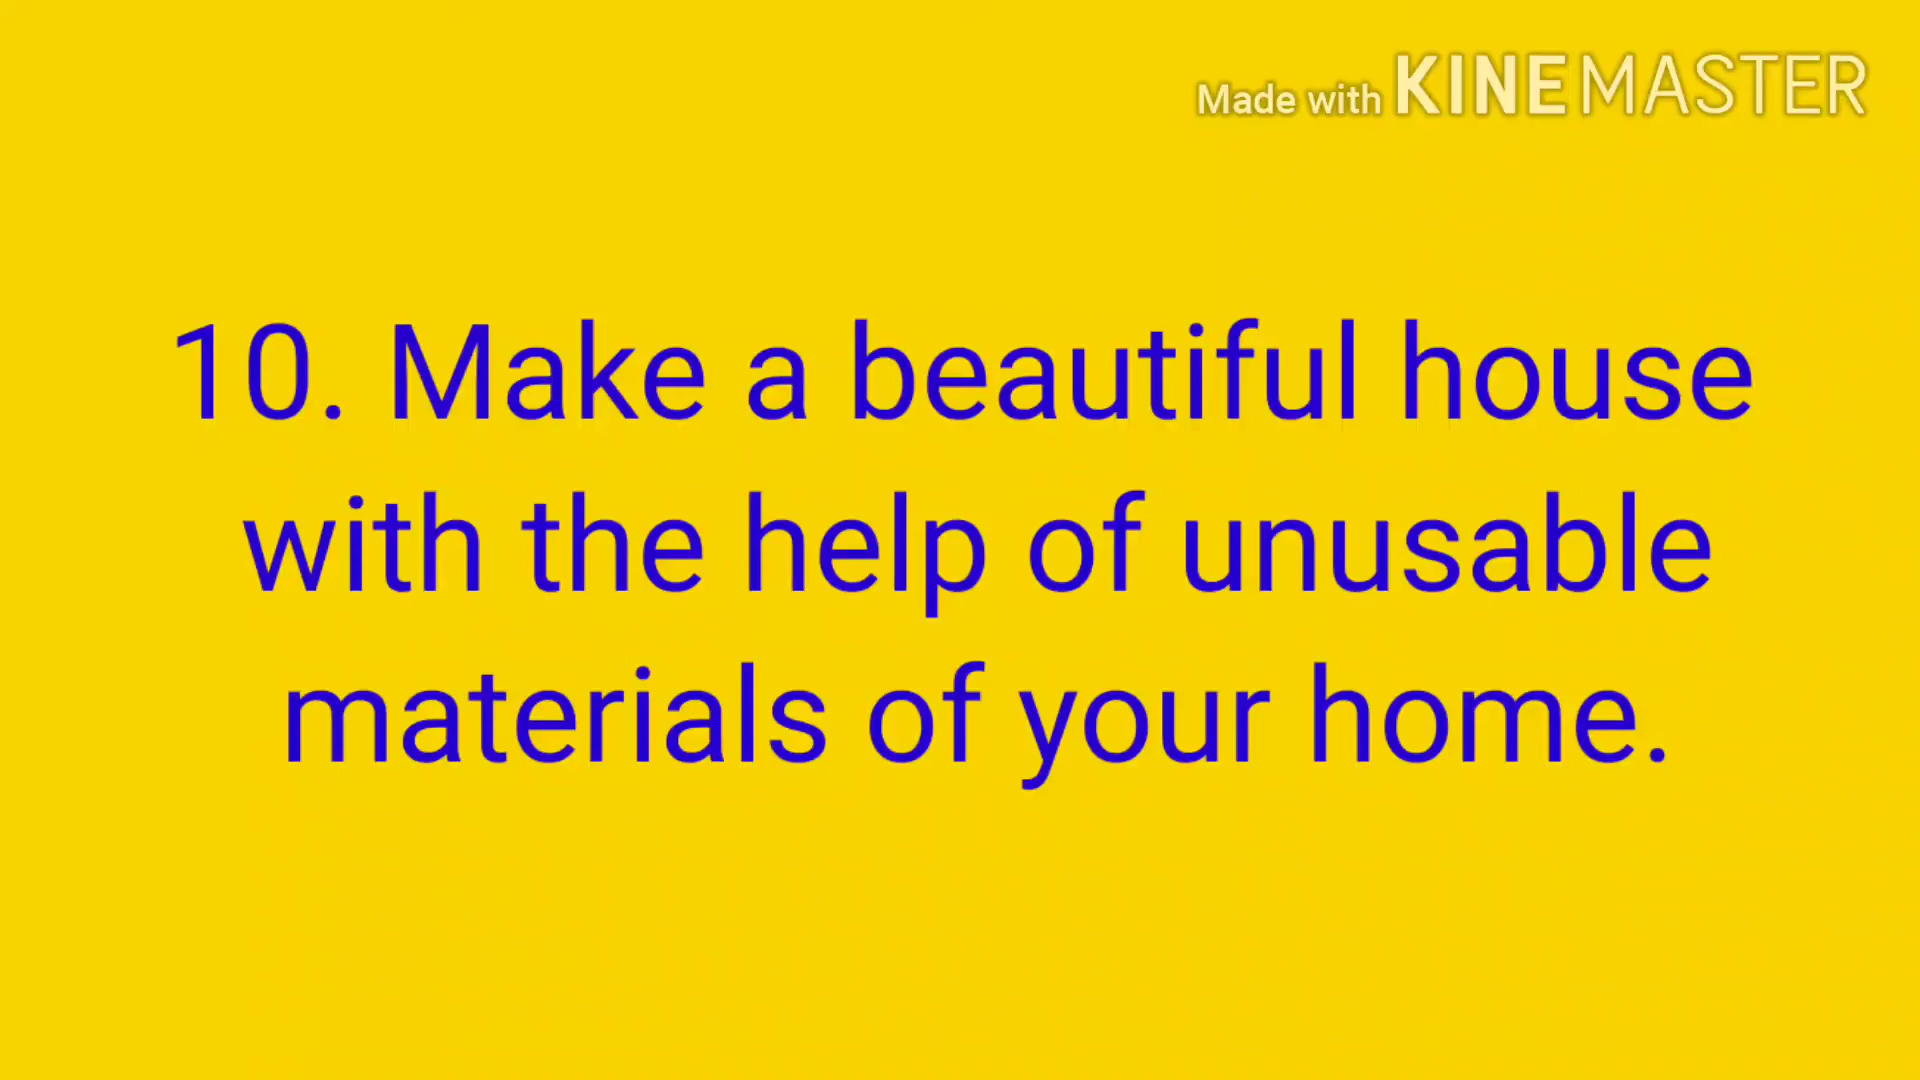 Made with KINEMASTER
10. Make a beautiful house
with the help of unusable
materials of your home.